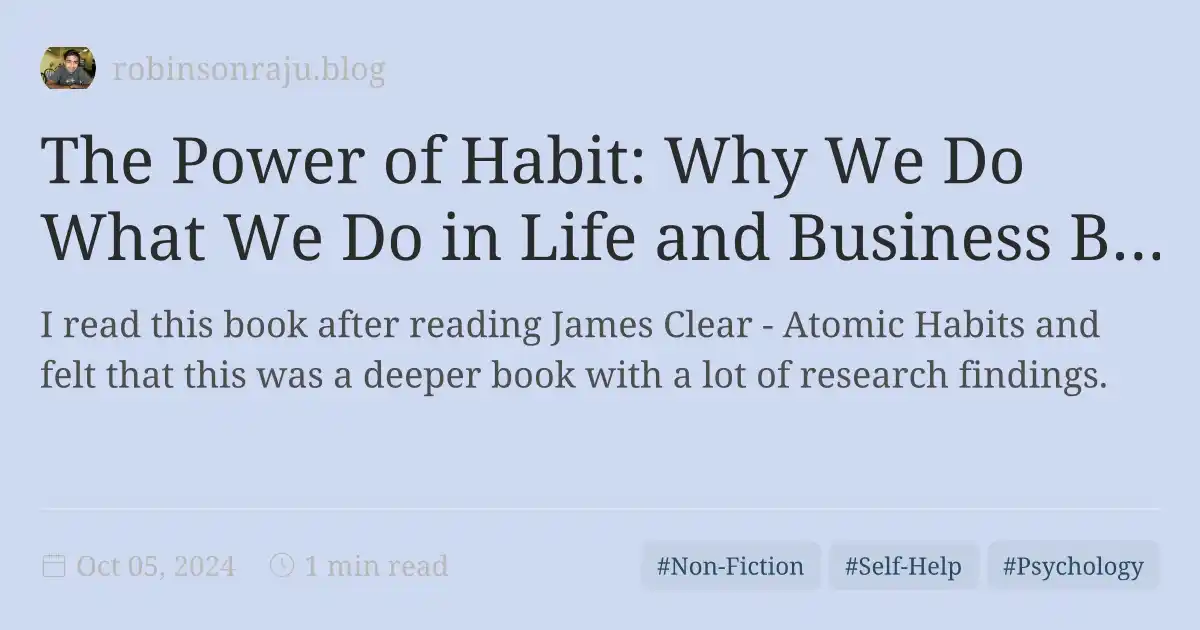 robinsonraju.blog
The Power of Habit: Why We Do
What We Do in Life and Business B...
I read this book after reading James Clear - Atomic Habits and
felt that this was a deeper book with a lot of research findings.
Oct 05, 2024 1 min read #Non-Fiction #Self-Help #Psychology